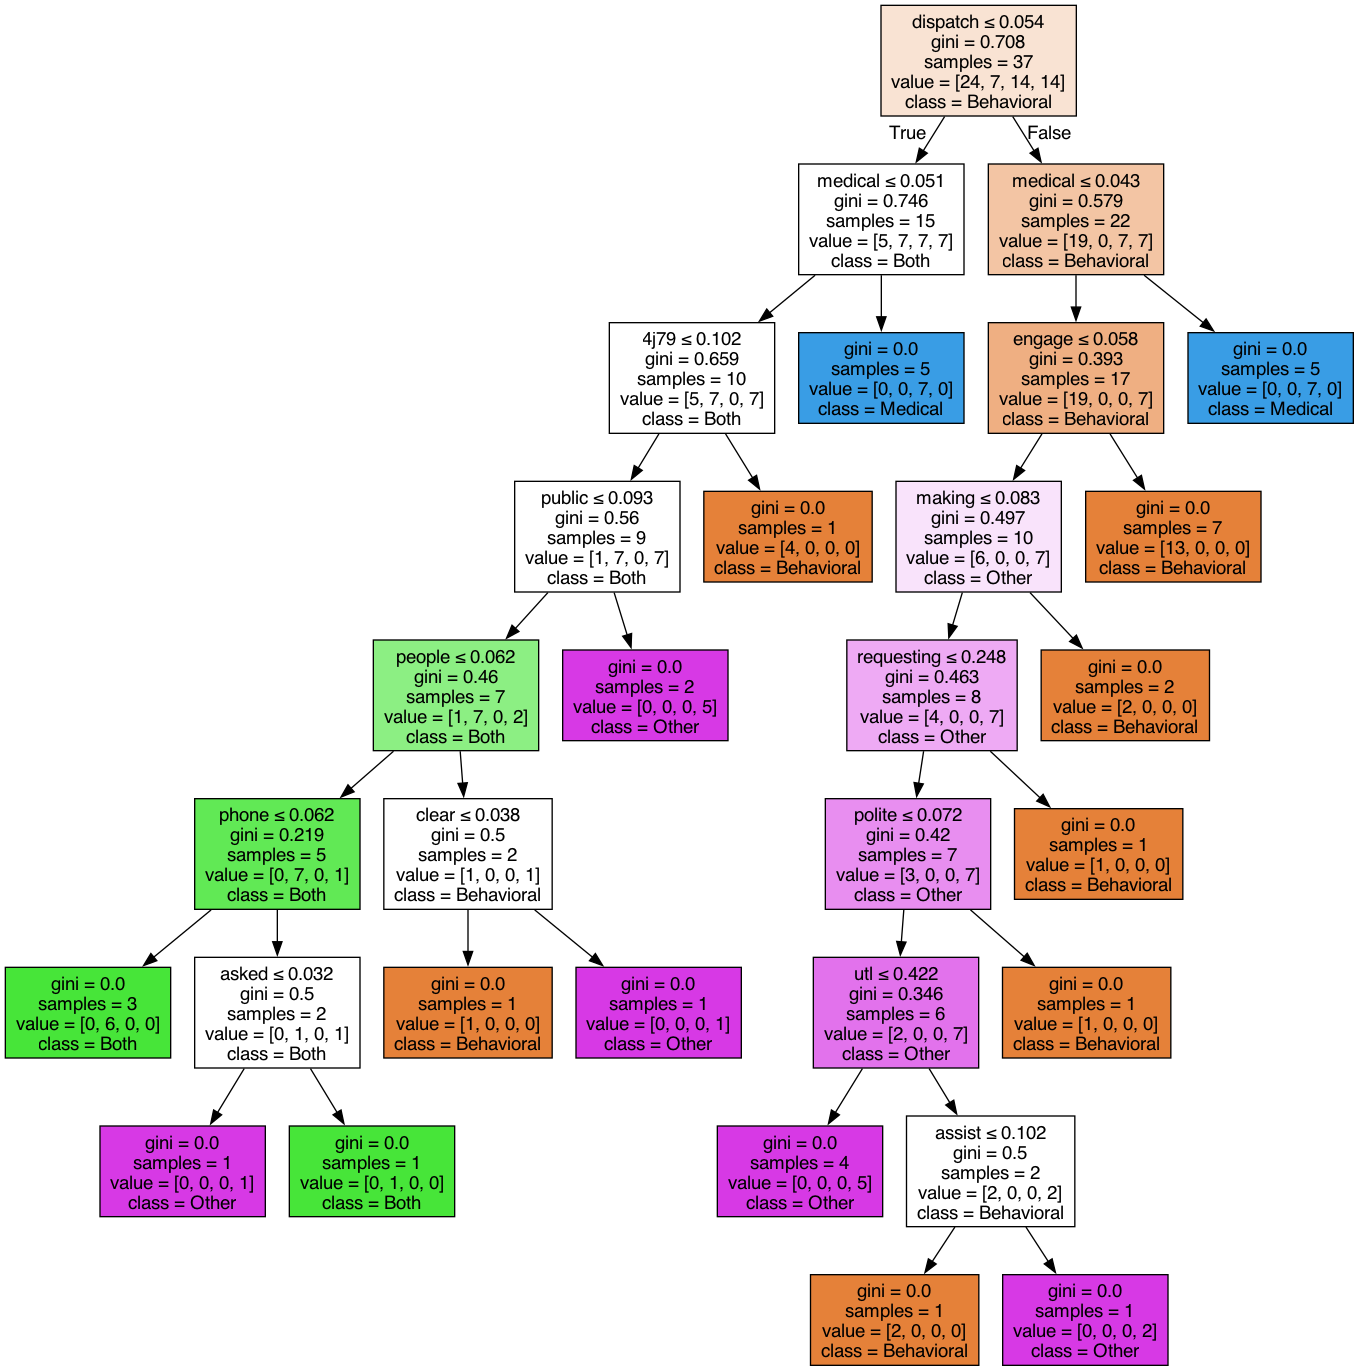 dispatch ≤ 0.054
gini = 0.708
samples = 37
value = [24, 7, 14, 14]
class = Behavioral
True
False
medical ≤ 0.051
gini = 0.746
samples = 15
value = [5, 7, 7, 7]
class = Both
medical ≤ 0.043
gini = 0.579
samples = 22
value = [19, 0, 7, 7]
class = Behavioral
4j79 ≤ 0.102
gini = 0.659
samples = 10
value = [5, 7, 0, 7]
class = Both
gini = 0.0
samples = 5
value = [0, 0, 7, 0]
class = Medical
engage ≤ 0.058
gini = 0.393
samples = 17
value = [19, 0, 0, 7]
class = Behavioral
gini = 0.0
samples = 5
value = [0, 0, 7, 0]
class = Medical
public ≤ 0.093
gini = 0.56
samples = 9
value = [1, 7, 0, 7]
class = Both
gini = 0.0
samples = 1
value = [4, 0, 0, 0]
class = Behavioral
making ≤ 0.083
gini = 0.497
samples = 10
value = [6, 0, 0, 7]
class = Other
gini = 0.0
samples = 7
value = [13, 0, 0, 0]
class = Behavioral
people ≤ 0.062
gini = 0.46
samples = 7
value = [1, 7, 0, 2]
class = Both
gini = 0.0
samples = 2
value = [0, 0, 0, 5]
class = Other
requesting ≤ 0.248
gini = 0.463
samples = 8
value = [4, 0, 0, 7]
class = Other
gini = 0.0
samples = 2
value = [2, 0, 0, 0]
class = Behavioral
phone ≤ 0.062
gini = 0.219
samples = 5
value = [0, 7, 0, 1]
class = Both
clear ≤ 0.038
gini = 0.5
samples = 2
value = [1, 0, 0, 1]
class = Behavioral
polite ≤ 0.072
gini = 0.42
samples = 7
value = [3, 0, 0, 7]
class = Other
gini = 0.0
samples = 1
value = [1, 0, 0, 0]
class = Behavioral
gini = 0.0
samples = 3
value = [0, 6, 0, 0]
class = Both
asked ≤ 0.032
gini = 0.5
samples = 2
value = [0, 1, 0, 1]
class = Both
gini = 0.0
samples = 1
value = [1, 0, 0, 0]
class = Behavioral
gini = 0.0
samples = 1
value = [0, 0, 0, 1]
class = Other
utl ≤ 0.422
gini = 0.346
samples = 6
value = [2, 0, 0, 7]
class = Other
gini = 0.0
samples = 1
value = [1, 0, 0, 0]
class = Behavioral
gini = 0.0
samples = 1
value = [0, 0, 0, 1]
class = Other
gini = 0.0
samples = 1
value = [0, 1, 0, 0]
class = Both
gini = 0.0
samples = 4
value = [0, 0, 0, 5]
class = Other
assist ≤ 0.102
gini = 0.5
samples = 2
value = [2, 0, 0, 2]
class = Behavioral
gini = 0.0
samples = 1
value = [2, 0, 0, 0]
class = Behavioral
gini = 0.0
samples = 1
value = [0, 0, 0, 2]
class = Other